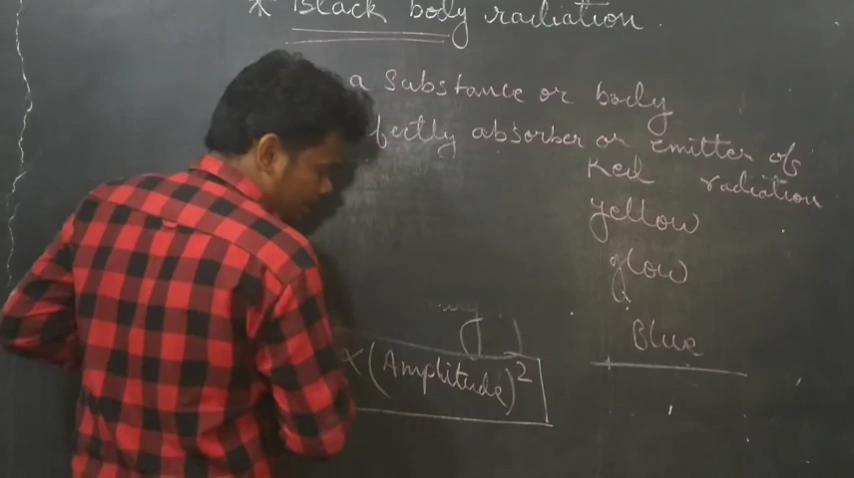 * Black body radiation.
a Substance or body
fectly absorber or emitter of
radiation
Red
yellow
glow
Blue
∝ (Amplitude)²